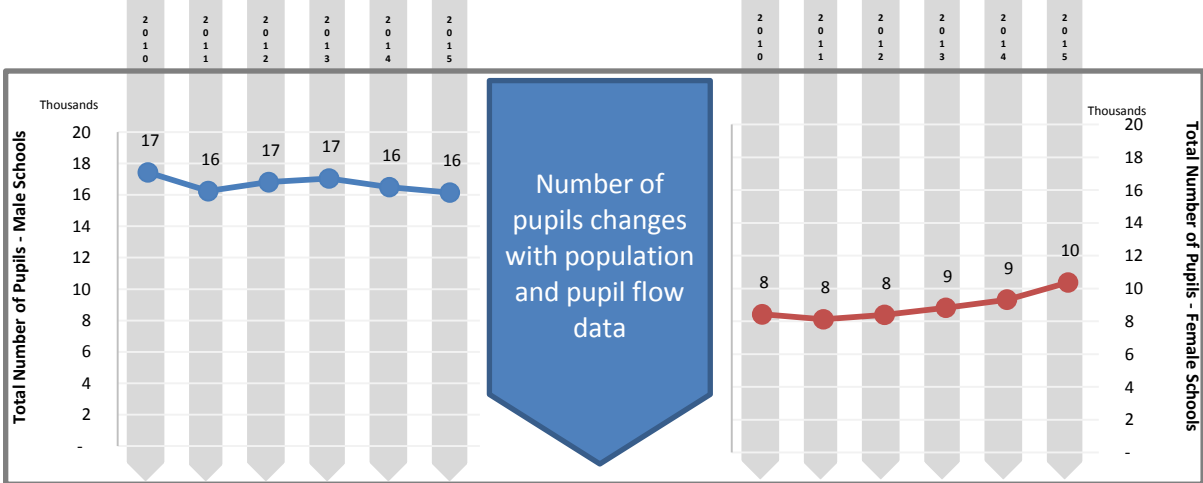 2010 2011 2012 2013 2014 2015
2010 2011 2012 2013 2014 2015
Total Number of Pupils - Male Schools
Thousands
20
18
16
14
12
10
8
6
4
2
-
17 16 17 17 16 16
Number of
pupils changes
with population
and pupil flow
data
8 8 8 9 9 10
Thousands
20
18
16
14
12
10
8
6
4
2
-
Total Number of Pupils - Female Schools